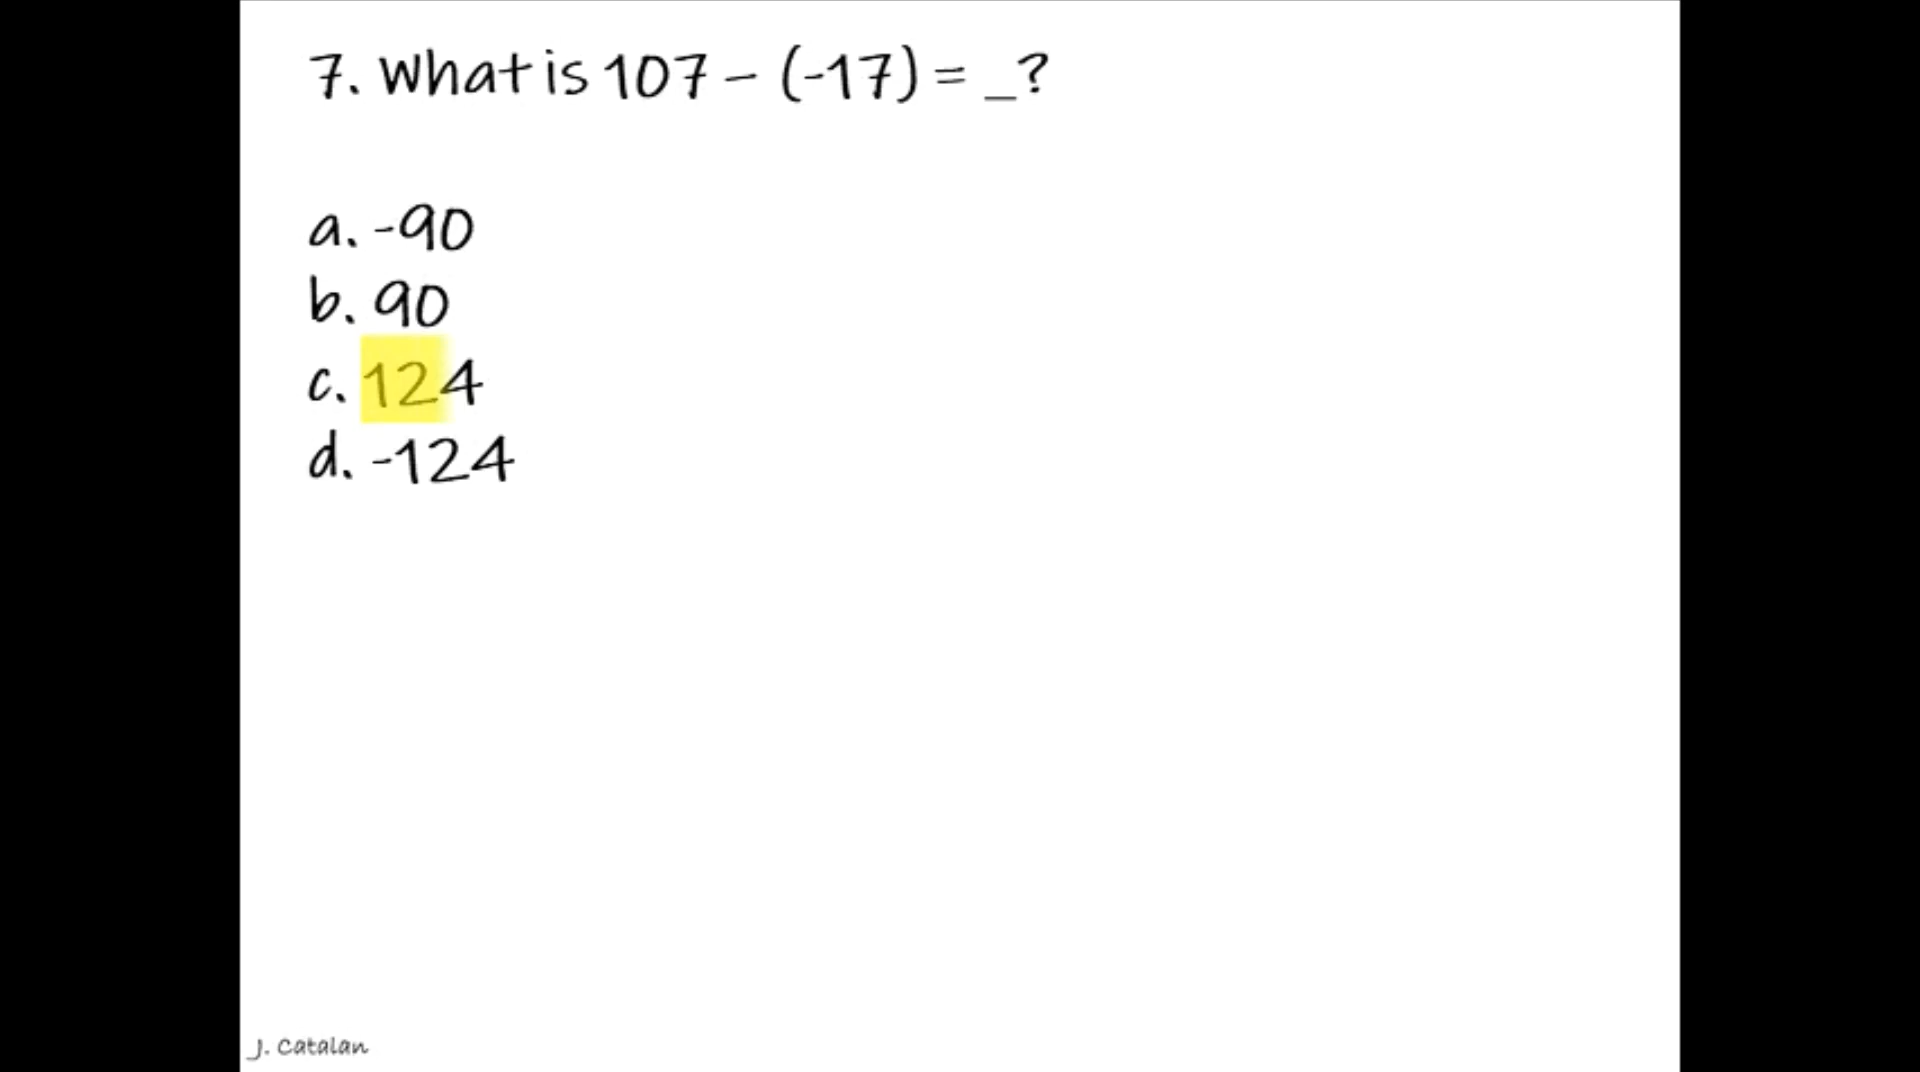 7. What is 107 - (-17) = _?
a. -90
b. 90
c. 124
d. -124
J. Catalan